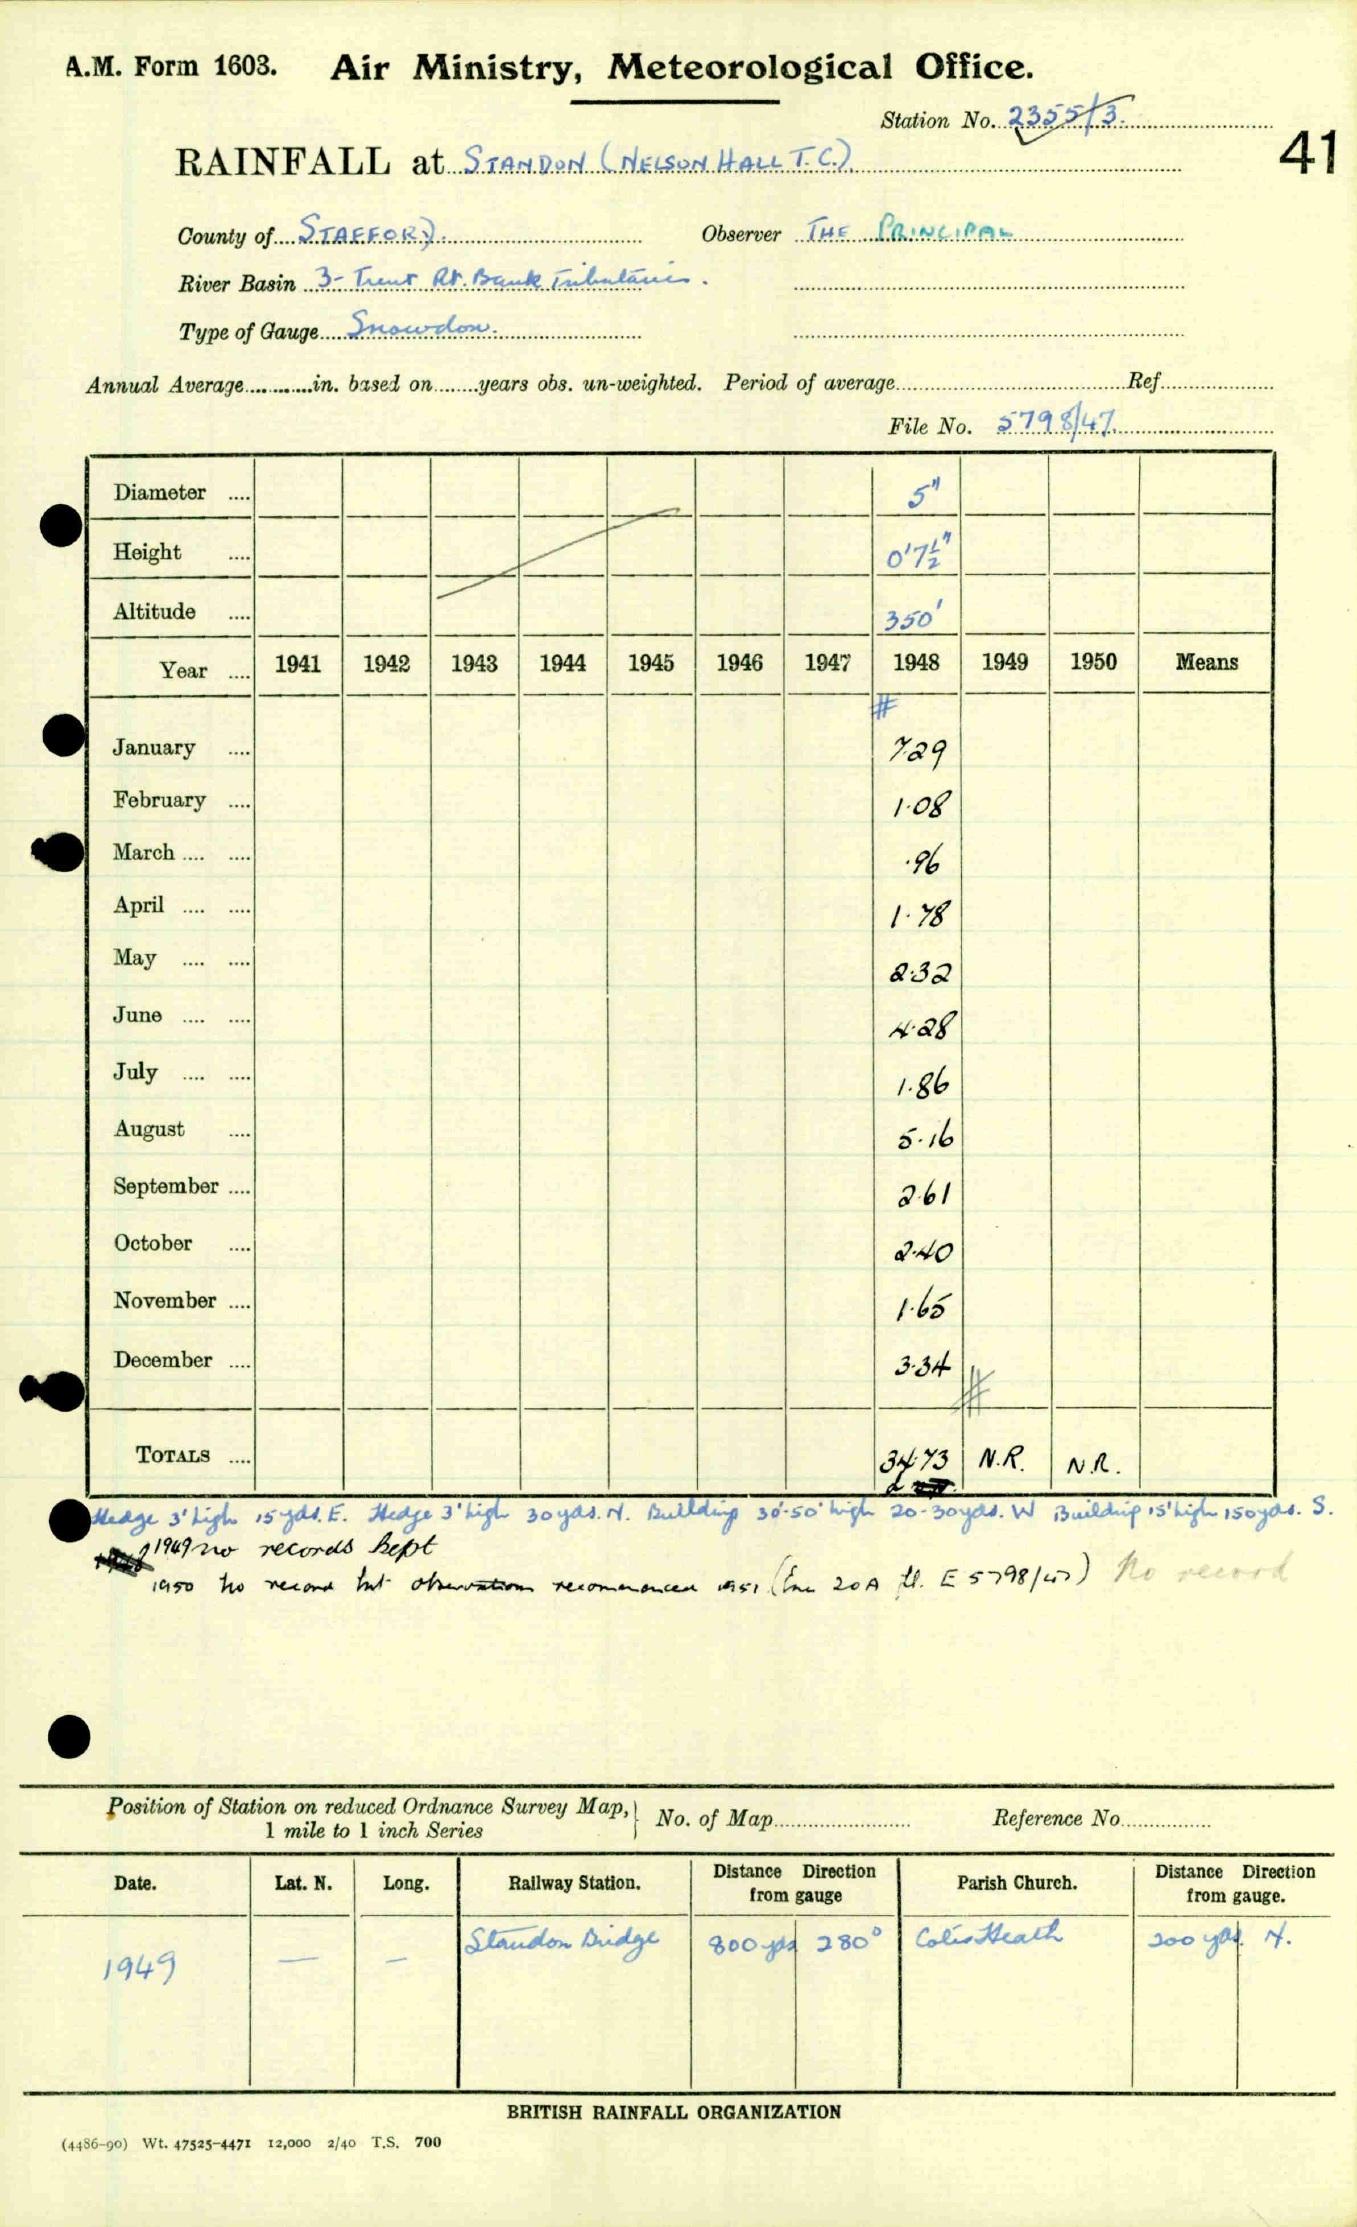 A.M. Form 1603. Air Ministry, Meteorological Office.
Station No. 2355/3.
41
RAINFALL at STANDON (NELSON HALL T.C.).
County of STAFFORD. Observer THE PRINCIPAL
River Basin 3 - Trent Rt. Bank Tributaries.
Type of Gauge Snowdon.
Annual Average in. based on years obs. un-weighted. Period of average Ref
File No. 5798/47.
Diameter .... 5"
Height .... 0'7½"
Altitude .... 350'
Year .... 1941 1942 1943 1944 1945 1946 1947 1948 1949 1950 Means
#
January .... 7.29
February .... 1.08
March .... .... .96
April .... .... 1.78
May .... .... 2.32
June .... .... 4.28
July .... .... 1.86
August .... 5.16
September .... 2.61
October .... 2.40
November .... 1.65
December .... 3.34
#
TOTALS .... 34.73 N.R. N.R.
Hedge 3' high 15 yds. E. Hedge 3' high 30 yds. N. Building 30'-50' high 20-30 yds. W Building 15' high 150 yds. S.
1949 no records kept
1950 No record but observations recommenced 1951 (Enc 20A fl. E 5798/47) No record
Position of Station on reduced Ordnance Survey Map, } No. of Map Reference No
1 mile to 1 inch Series
Date. Lat. N. Long. Railway Station. Distance Direction from gauge Parish Church. Distance Direction from gauge.
1949 — — Standon Bridge 800 yds 280° Cotes Heath 200 yds. N.
BRITISH RAINFALL ORGANIZATION
(4486-90) Wt. 47525-4471 12,000 2/40 T.S. 700